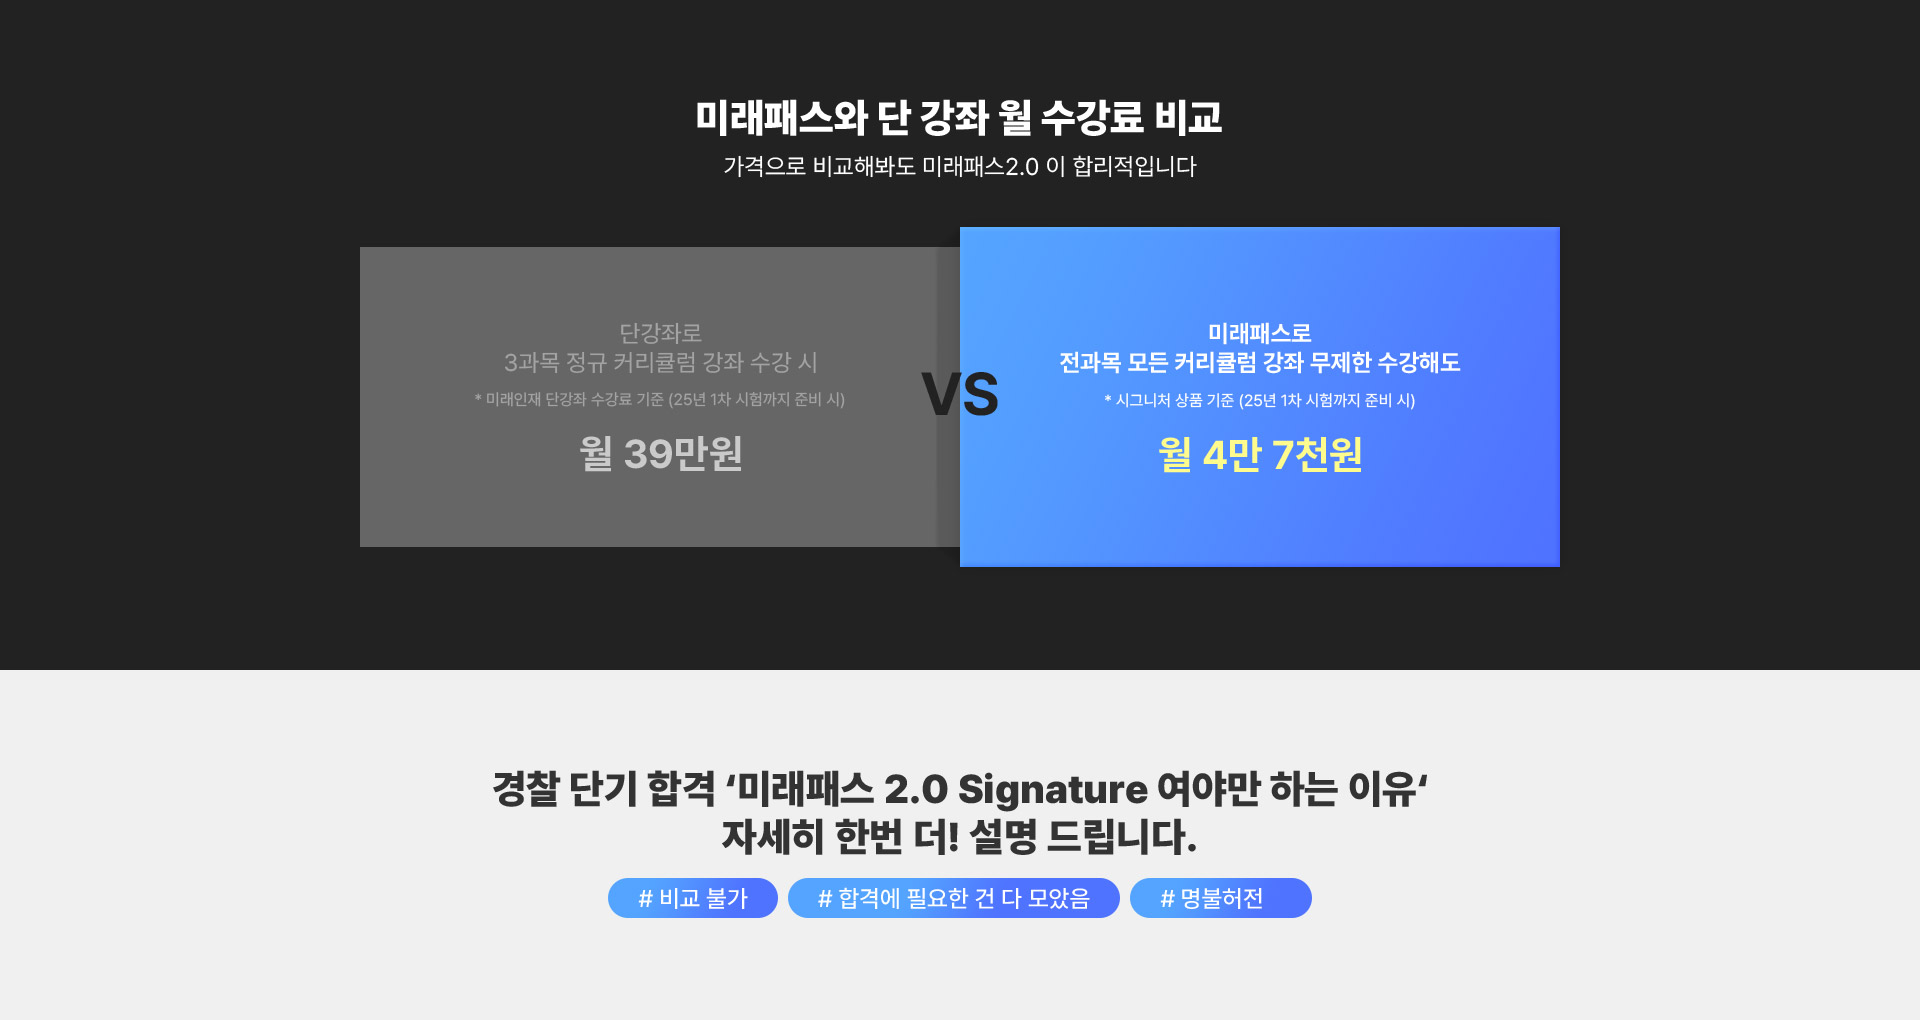 미래패스와 단 강좌 월 수강료 비교
가격으로 비교해봐도 미래패스2.0 이 합리적입니다
단강좌로
3과목 정규 커리큘럼 강좌 수강 시
* 미래인재 단강좌 수강료 기준 (25년 1차 시험까지 준비 시)
월 39만원
VS
미래패스로
전과목 모든 커리큘럼 강좌 무제한 수강해도
* 시그니처 상품 기준 (25년 1차 시험까지 준비 시)
월 4만 7천원
경찰 단기 합격 ‘미래패스 2.0 Signature 여야만 하는 이유‘
자세히 한번 더! 설명 드립니다.
# 비교 불가
# 합격에 필요한 건 다 모았음
# 명불허전